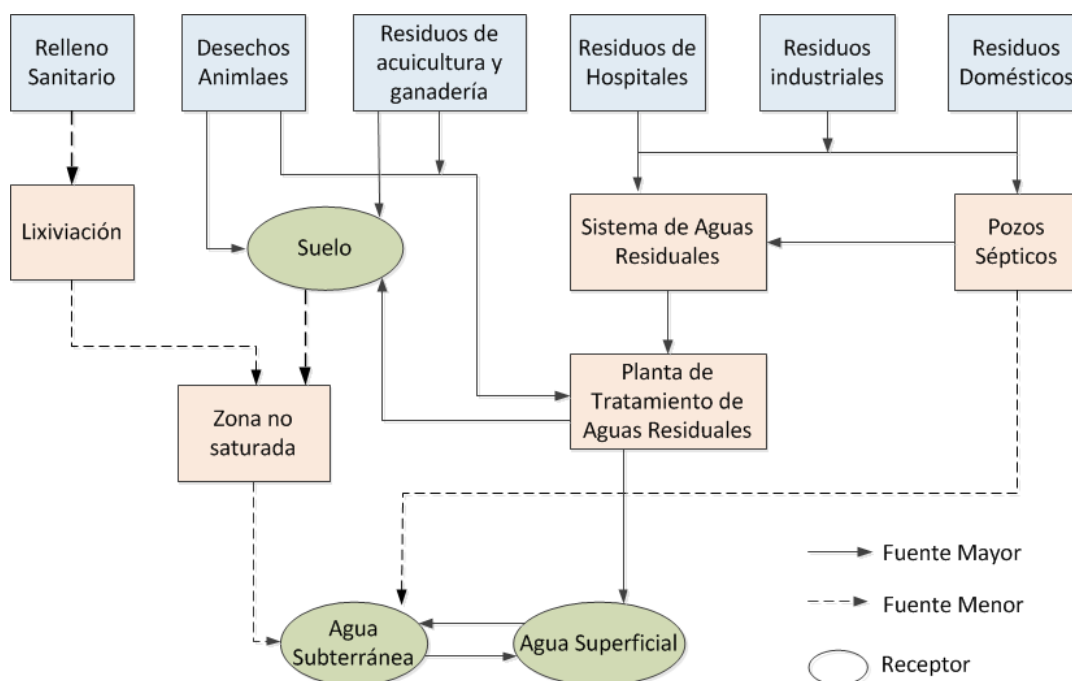 Relleno
Sanitario
Desechos
Animlaes
Residuos de
acuicultura y
ganadería
Residuos de
Hospitales
Residuos
industriales
Residuos
Domésticos
Lixiviación
Suelo
Sistema de Aguas
Residuales
Pozos
Sépticos
Zona no
saturada
Planta de
Tratamiento de
Aguas Residuales
Agua
Subterránea
Agua Superficial
Fuente Mayor
Fuente Menor
Receptor